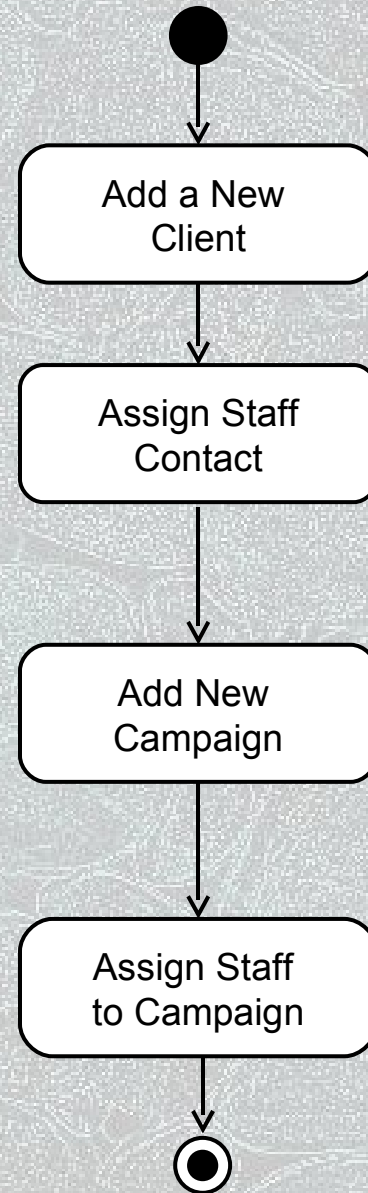 Add a New
Client
Assign Staff
Contact
Add New
Campaign
Assign Staff
to Campaign